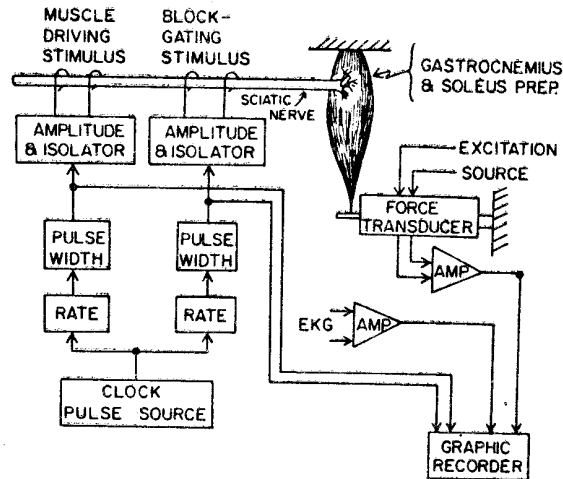 MUSCLE
DRIVING
STIMULUS
BLOCK-
GATING
STIMULUS
GASTROCNEMIUS
& SOLEUS PREP.
SCIATIC
NERVE
AMPLITUDE
& ISOLATOR
AMPLITUDE
& ISOLATOR
EXCITATION
SOURCE
FORCE
TRANSDUCER
PULSE
WIDTH
PULSE
WIDTH
AMP
RATE
RATE
EKG
AMP
CLOCK
PULSE SOURCE
GRAPHIC
RECORDER